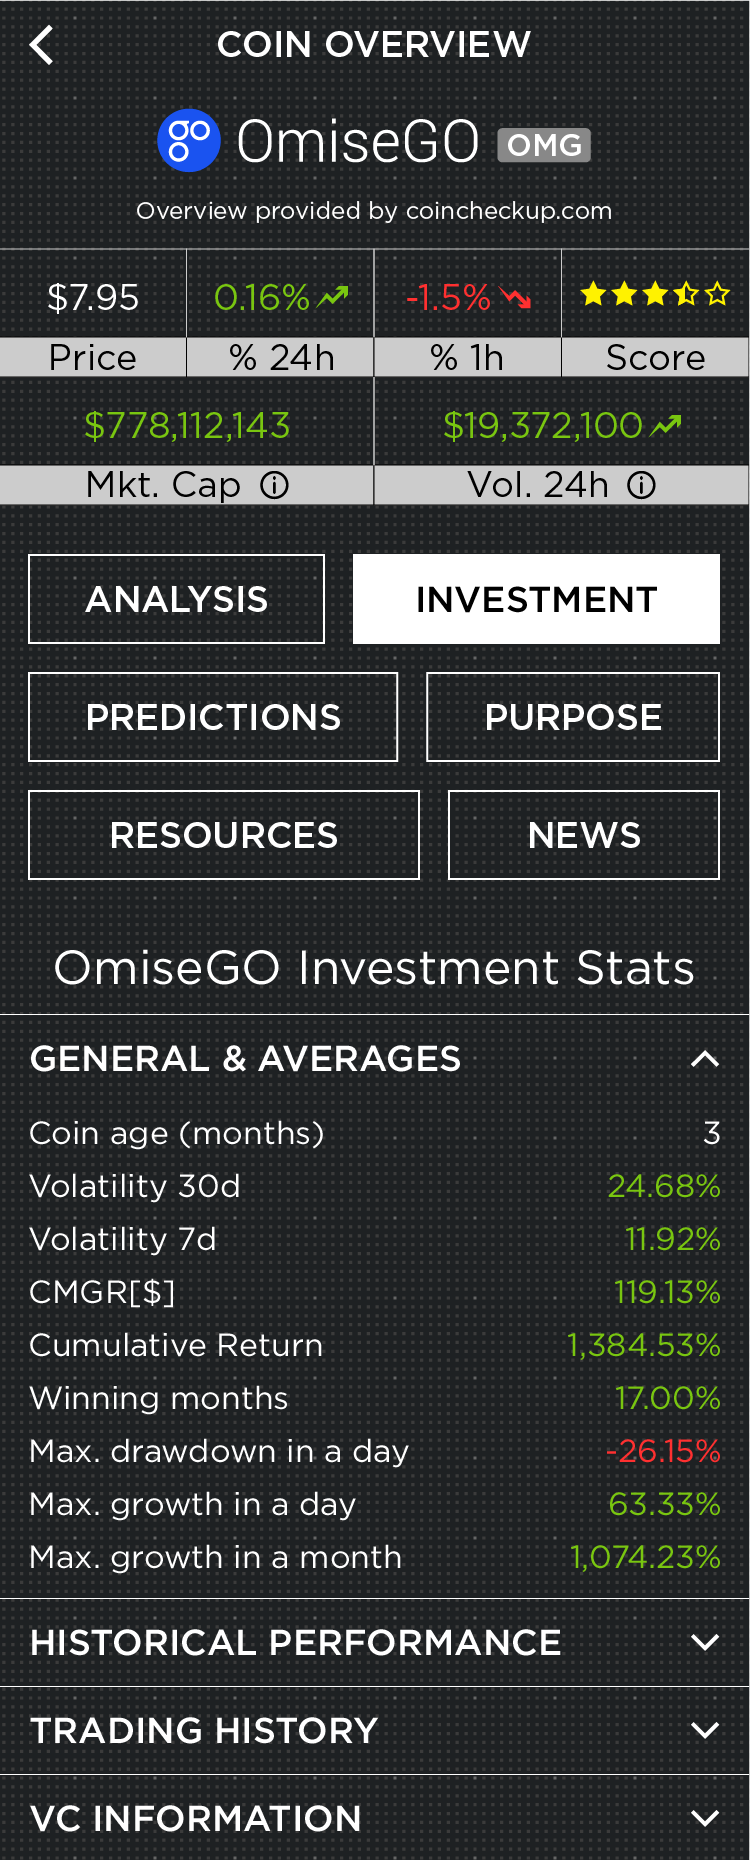 COIN OVERVIEW
go OmiseGO OMG
Overview provided by coincheckup.com
$7.95 0.16% -1.5%
Price % 24h % 1h Score
$778,112,143 $19,372,100
Mkt. Cap Vol. 24h
ANALYSIS INVESTMENT
PREDICTIONS PURPOSE
RESOURCES NEWS
OmiseGO Investment Stats
GENERAL & AVERAGES
Coin age (months) 3
Volatility 30d 24.68%
Volatility 7d 11.92%
CMGR[$] 119.13%
Cumulative Return 1,384.53%
Winning months 17.00%
Max. drawdown in a day -26.15%
Max. growth in a day 63.33%
Max. growth in a month 1,074.23%
HISTORICAL PERFORMANCE
TRADING HISTORY
VC INFORMATION